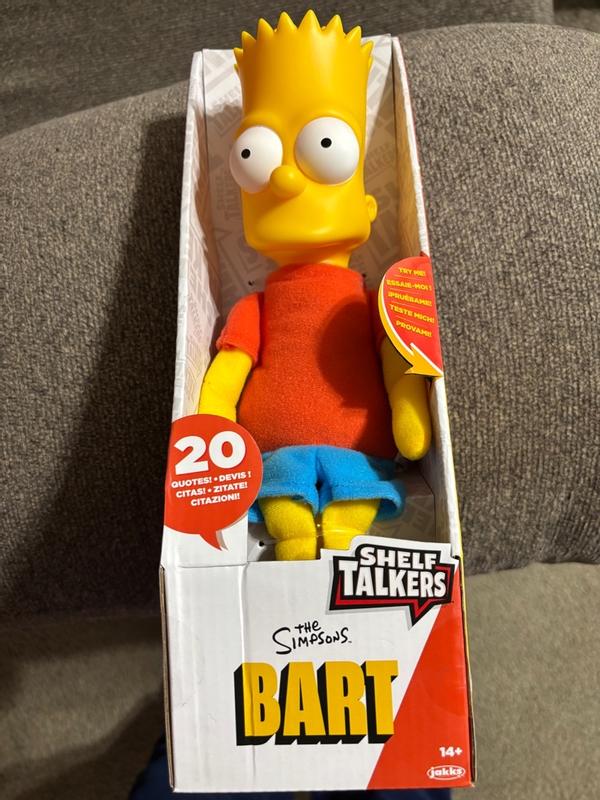 TRY ME!
ESSAIE-MOI !
¡PRUÉBAME!
TESTE MICH!
PROVAMI!
20
QUOTES! • DEVIS !
CITAS! • ZITATE!
CITAZIONI!
SHELF
TALKERS
THE
SIMPSONS™
BART
14+
jakks